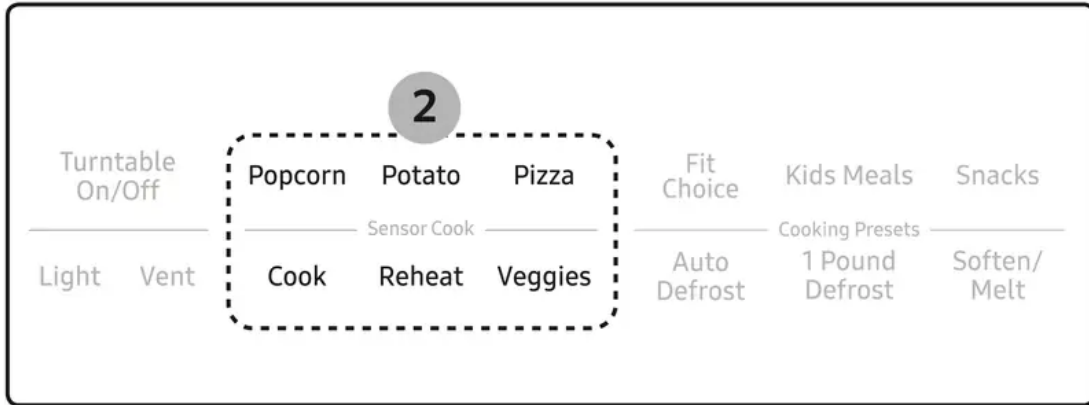 2
Turntable
On/Off
Popcorn Potato Pizza
Fit
Choice
Kids Meals Snacks
Sensor Cook
Cooking Presets
Light Vent
Cook Reheat Veggies
Auto
Defrost
1 Pound
Defrost
Soften/
Melt